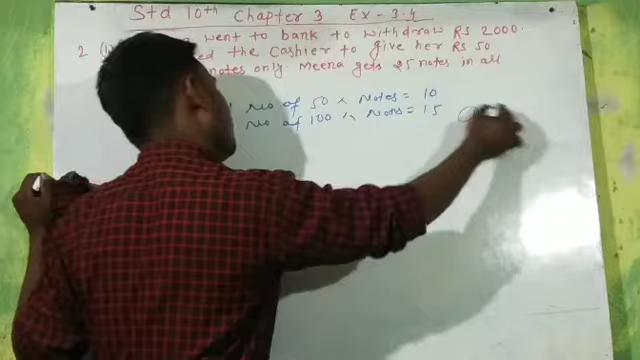 Std 10th Chapter 3 Ex-3.4
2 went to bank to withdraw Rs 2000.
the Cashier to give her Rs 50
notes only Meena gets 25 notes in all
no of 50 x notes = 10
no of 100 x notes = 15